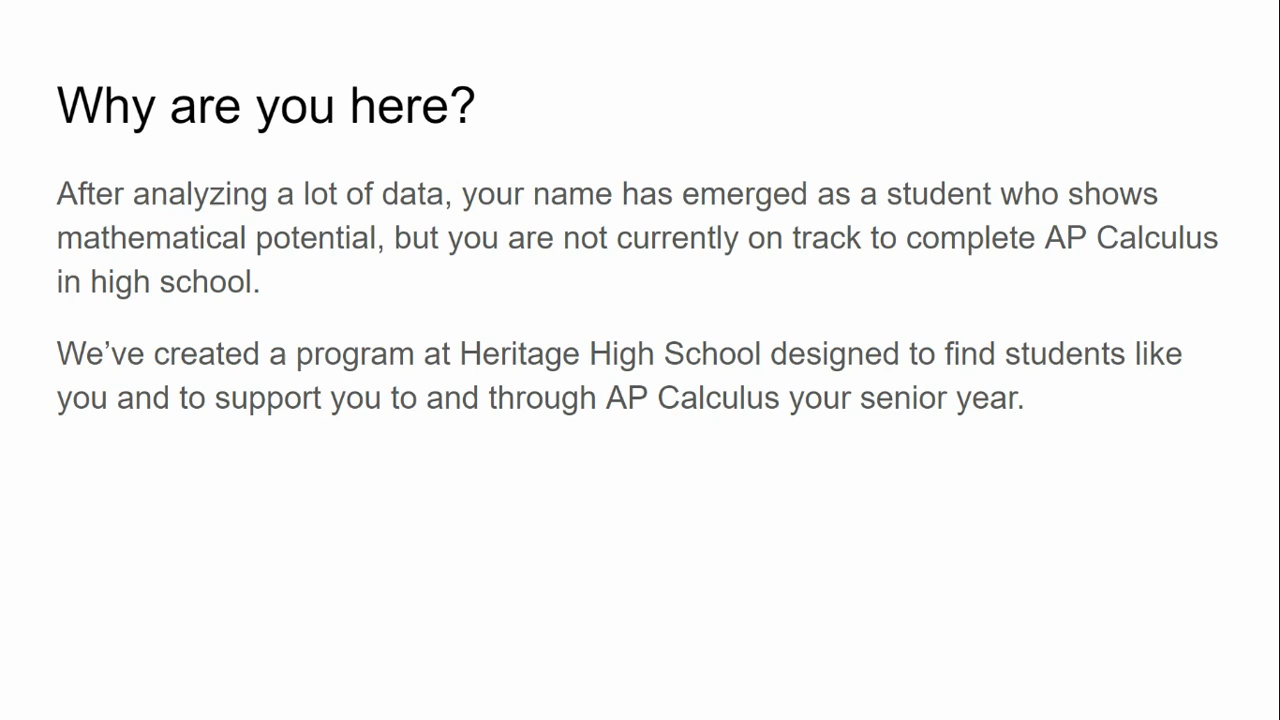 Why are you here?
After analyzing a lot of data, your name has emerged as a student who shows
mathematical potential, but you are not currently on track to complete AP Calculus
in high school.
We’ve created a program at Heritage High School designed to find students like
you and to support you to and through AP Calculus your senior year.